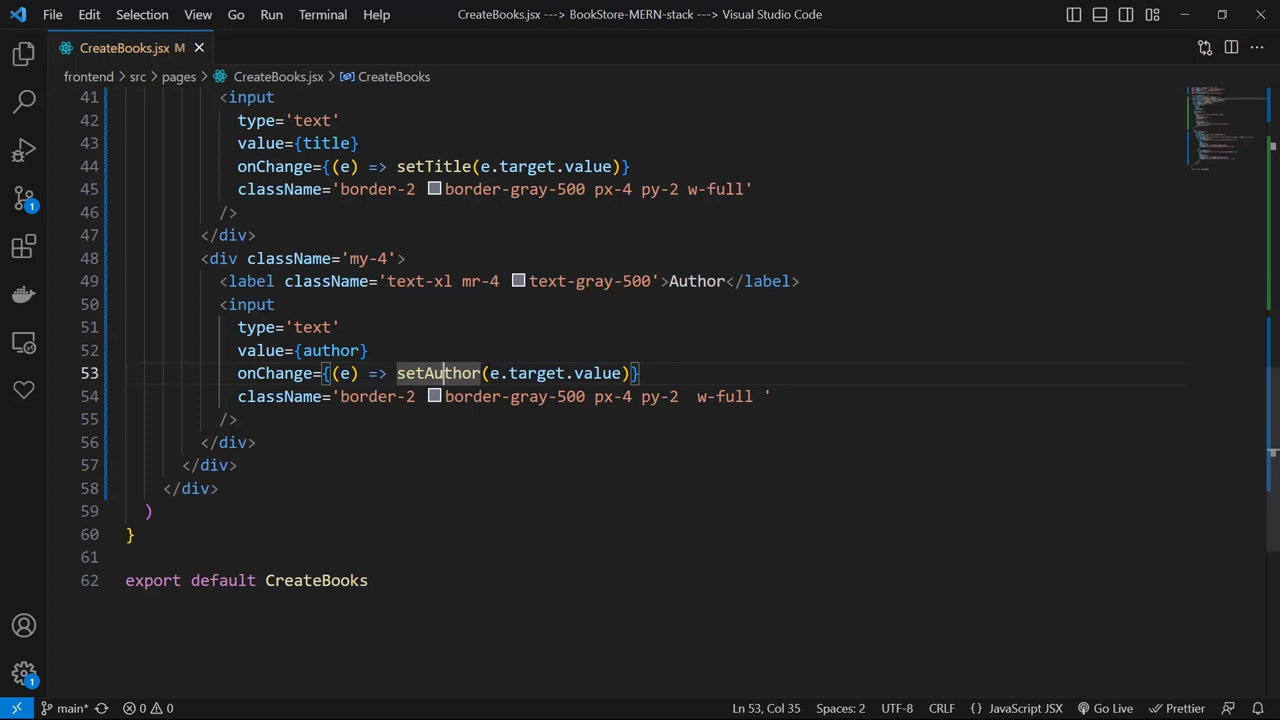 File Edit Selection View Go Run Terminal Help CreateBooks.jsx ---> BookStore-MERN-stack ---> Visual Studio Code
CreateBooks.jsx M
frontend > src > pages > CreateBooks.jsx > CreateBooks
41 <input
42 type='text'
43 value={title}
44 onChange={(e) => setTitle(e.target.value)}
45 className='border-2 border-gray-500 px-4 py-2 w-full'
46 />
47 </div>
48 <div className='my-4'>
49 <label className='text-xl mr-4 text-gray-500'>Author</label>
50 <input
51 type='text'
52 value={author}
53 onChange={(e) => setAuthor(e.target.value)}
54 className='border-2 border-gray-500 px-4 py-2  w-full '
55 />
56 </div>
57 </div>
58 </div>
59 )
60 }
61
62 export default CreateBooks
1
1
main* 0 0 Ln 53, Col 35 Spaces: 2 UTF-8 CRLF {} JavaScript JSX Go Live Prettier